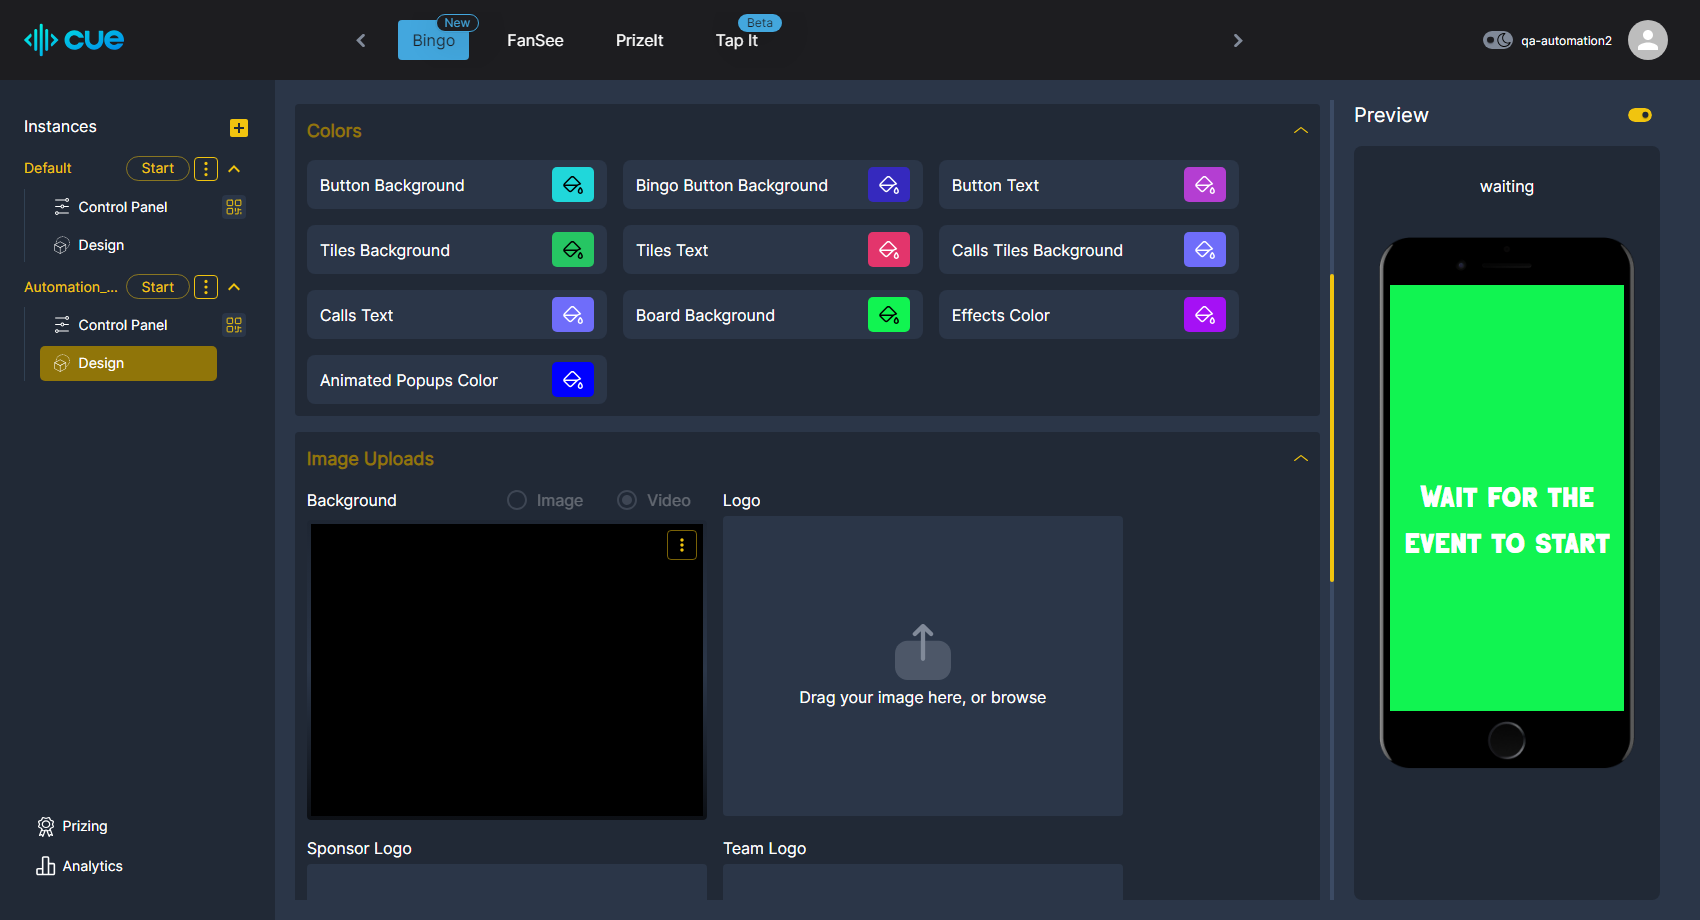 cue
Bingo
New
FanSee
PrizeIt
Tap It
Beta
qa-automation2
Instances
Default
Start
Control Panel
Design
Automation_...
Start
Control Panel
Design
Prizing
Analytics
Colors
Button Background
Bingo Button Background
Button Text
Tiles Background
Tiles Text
Calls Tiles Background
Calls Text
Board Background
Effects Color
Animated Popups Color
Image Uploads
Background
Image
Video
Logo
Drag your image here, or browse
Sponsor Logo
Team Logo
Preview
waiting
WAIT FOR THE
EVENT TO START